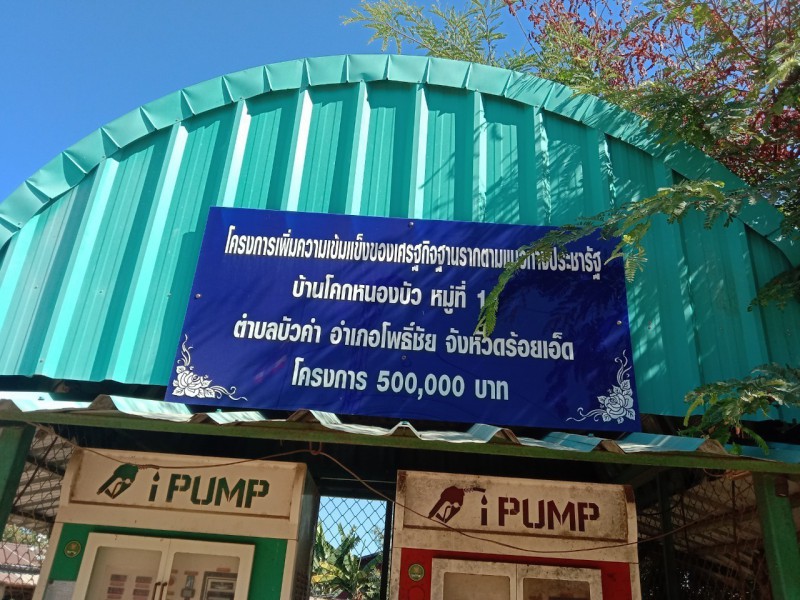 โครงการเพิ่มความเข้มแข็งของเศรษฐกิจฐานรากตามแนวทางประชารัฐ
บ้านโคกหนองบัว หมู่ที่ 1
ตำบลบัวคำ อำเภอโพธิ์ชัย จังหวัดร้อยเอ็ด
โครงการ 500,000 บาท
i PUMP
i PUMP